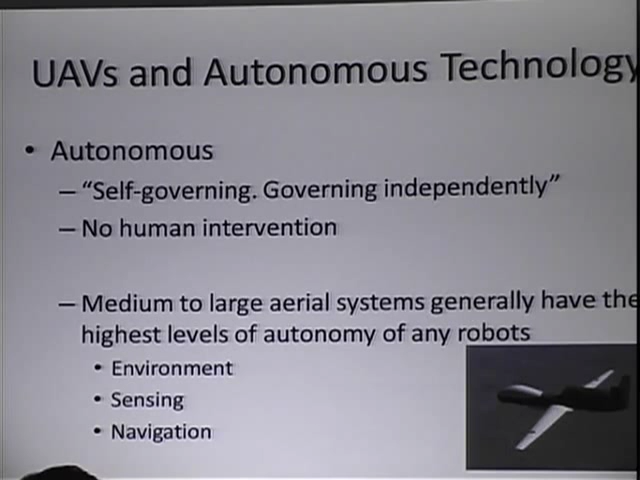 UAVs and Autonomous Technology
• Autonomous
– “Self-governing. Governing independently”
– No human intervention
– Medium to large aerial systems generally have the
highest levels of autonomy of any robots
• Environment
• Sensing
• Navigation